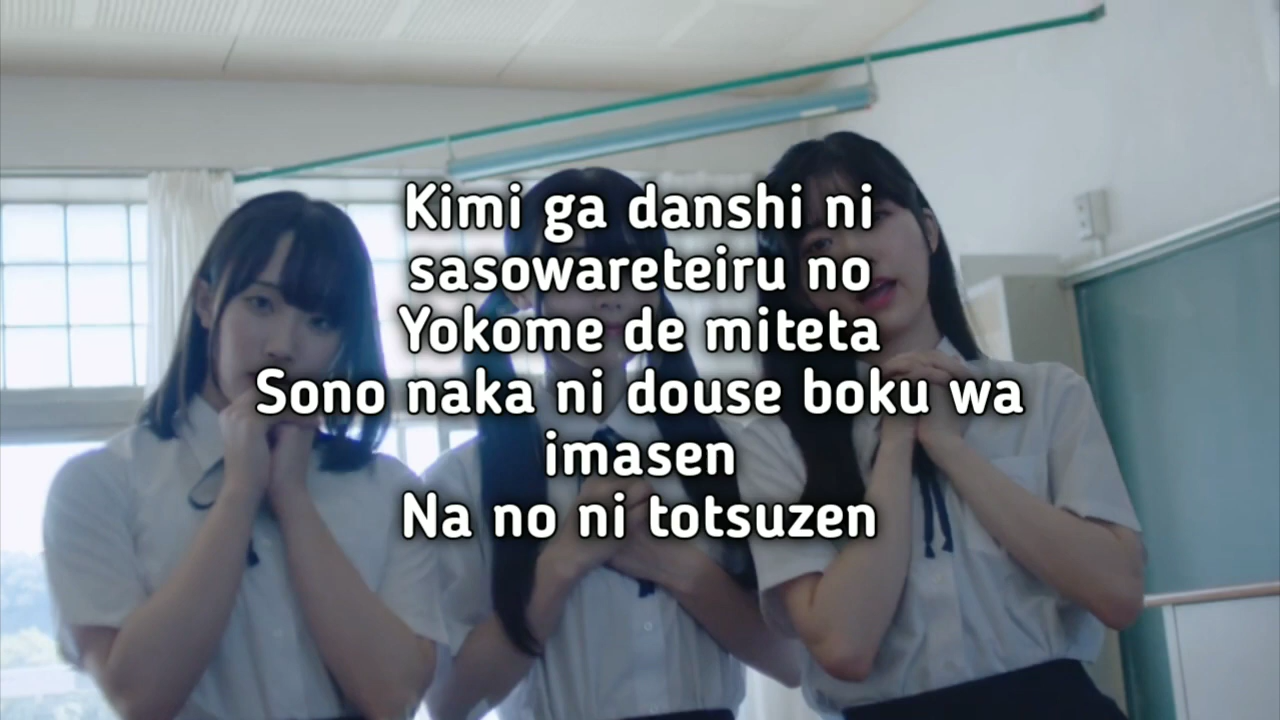 Kimi ga danshi ni
sasowareteiru no
Yokome de miteta
Sono naka ni douse boku wa
imasen
Na no ni totsuzen